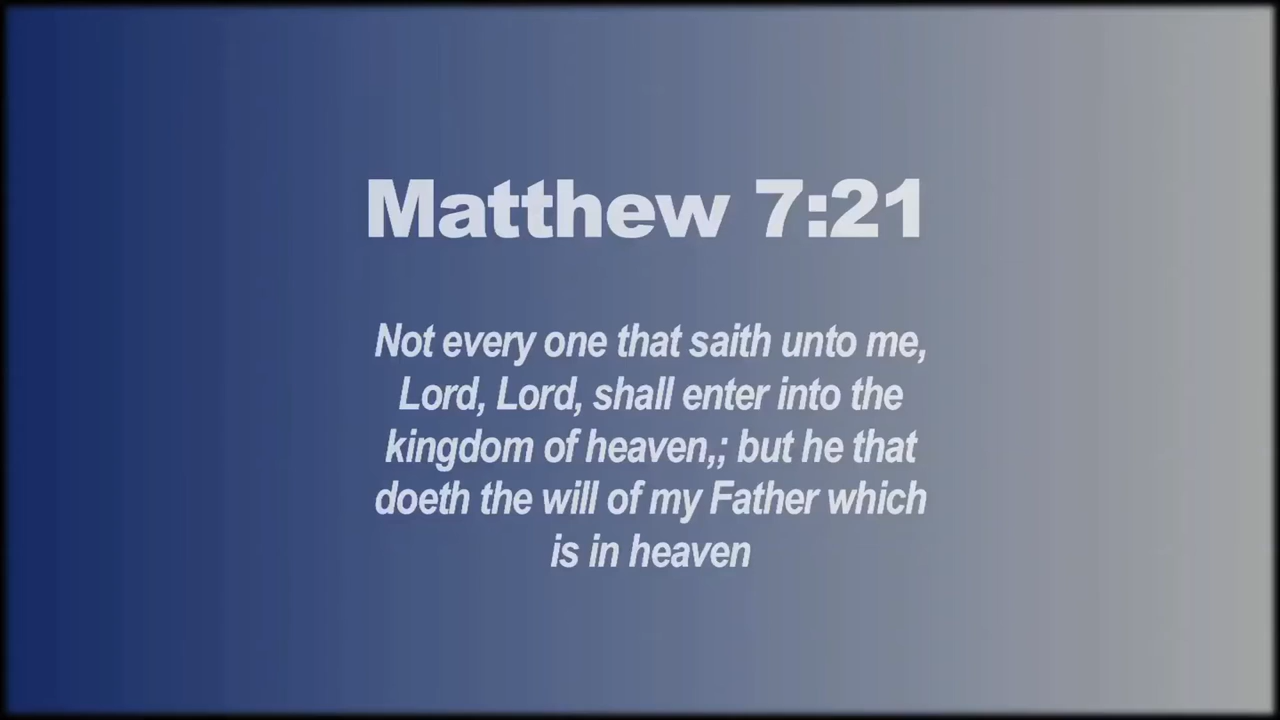 Matthew 7:21
Not every one that saith unto me,
Lord, Lord, shall enter into the
kingdom of heaven,; but he that
doeth the will of my Father which
is in heaven